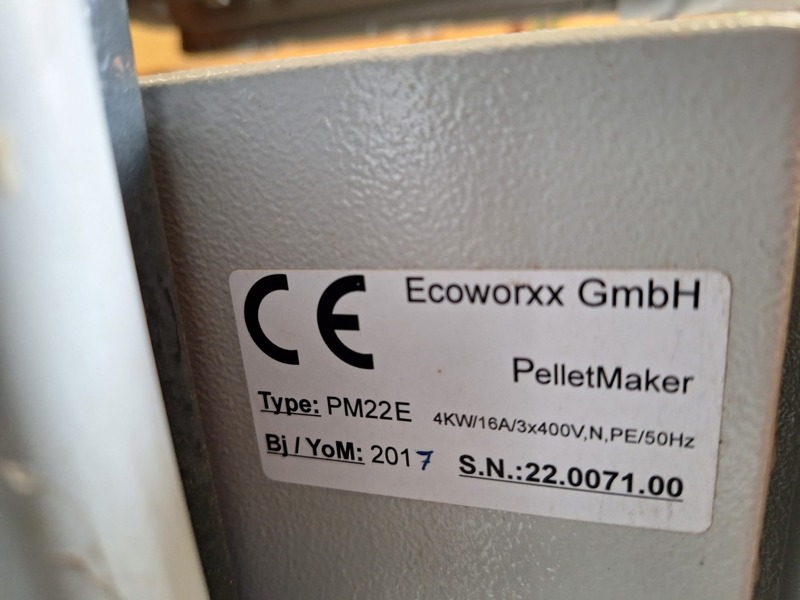 CE Ecoworxx GmbH
PelletMaker
Type: PM22E 4KW/16A/3x400V,N,PE/50Hz
Bj / YoM: 2017 S.N.:22.0071.00